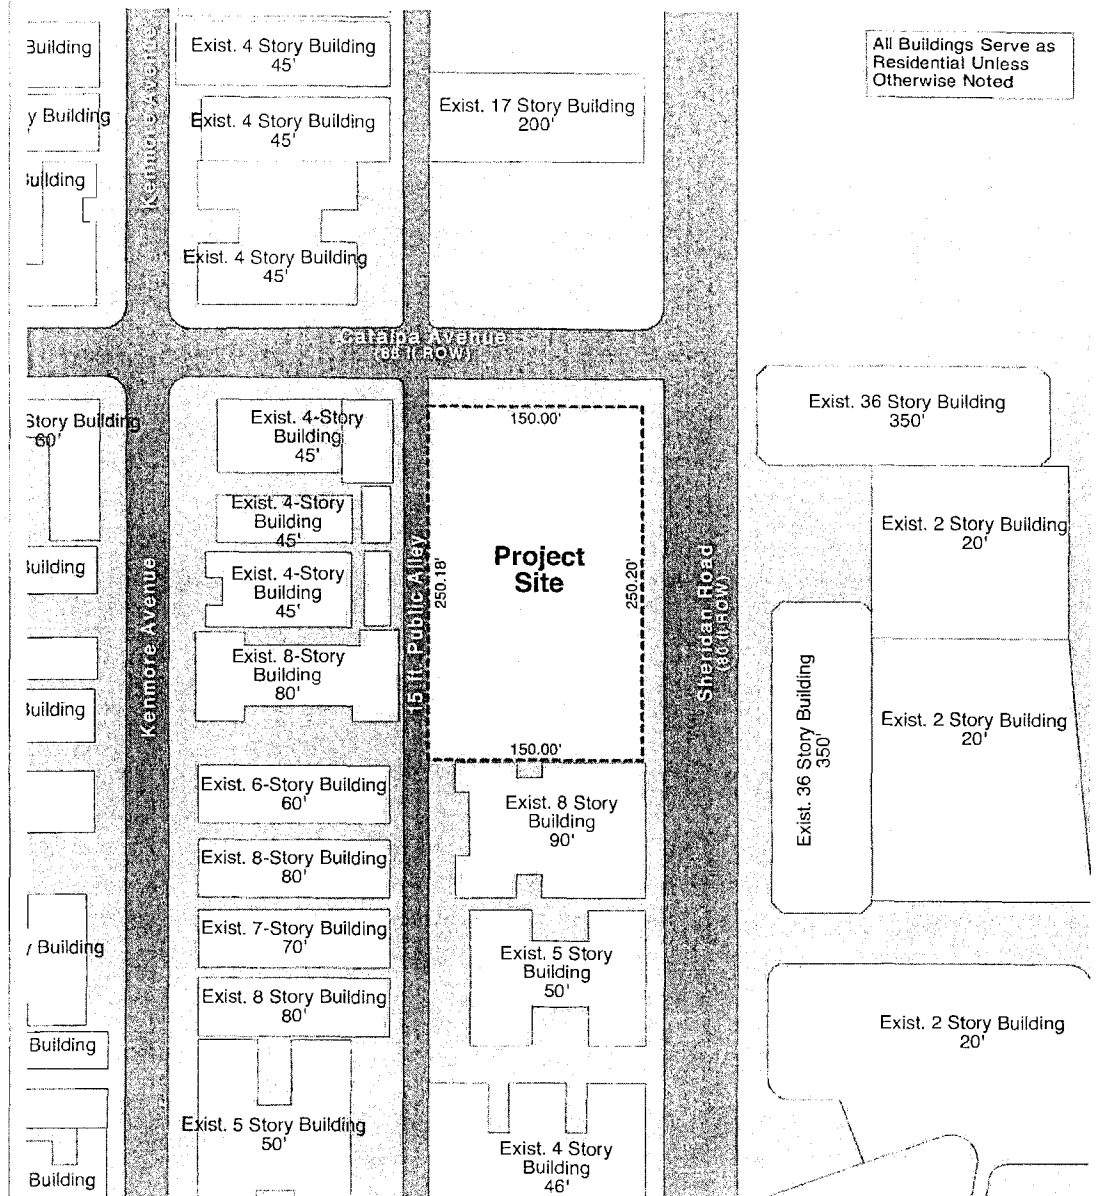 Building
Exist. 4 Story Building
45'
All Buildings Serve as
Residential Unless
Otherwise Noted
Kenmore Avenue
y Building
Exist. 4 Story Building
45'
Exist. 17 Story Building
200'
Building
Exist. 4 Story Building
45'
Catalpa Avenue
(66 ft ROW)
Story Building
60'
Exist. 4-Story
Building
45'
150.00'
Exist. 36 Story Building
350'
Exist. 4-Story
Building
45'
Exist. 2 Story Building
20'
Building
Kenmore Avenue
Exist. 4-Story
Building
45'
15 ft. Public Alley
250.18'
Project
Site
250.20'
Sheridan Road
(80 ft ROW)
Exist. 8-Story
Building
80'
Building
Exist. 36 Story Building
350'
Exist. 2 Story Building
20'
150.00'
Exist. 6-Story Building
60'
Exist. 8 Story
Building
90'
Exist. 8-Story Building
80'
y Building
Exist. 7-Story Building
70'
Exist. 5 Story
Building
50'
Exist. 8 Story Building
80'
Exist. 2 Story Building
20'
Building
Exist. 5 Story Building
50'
Exist. 4 Story
Building
46'
Building